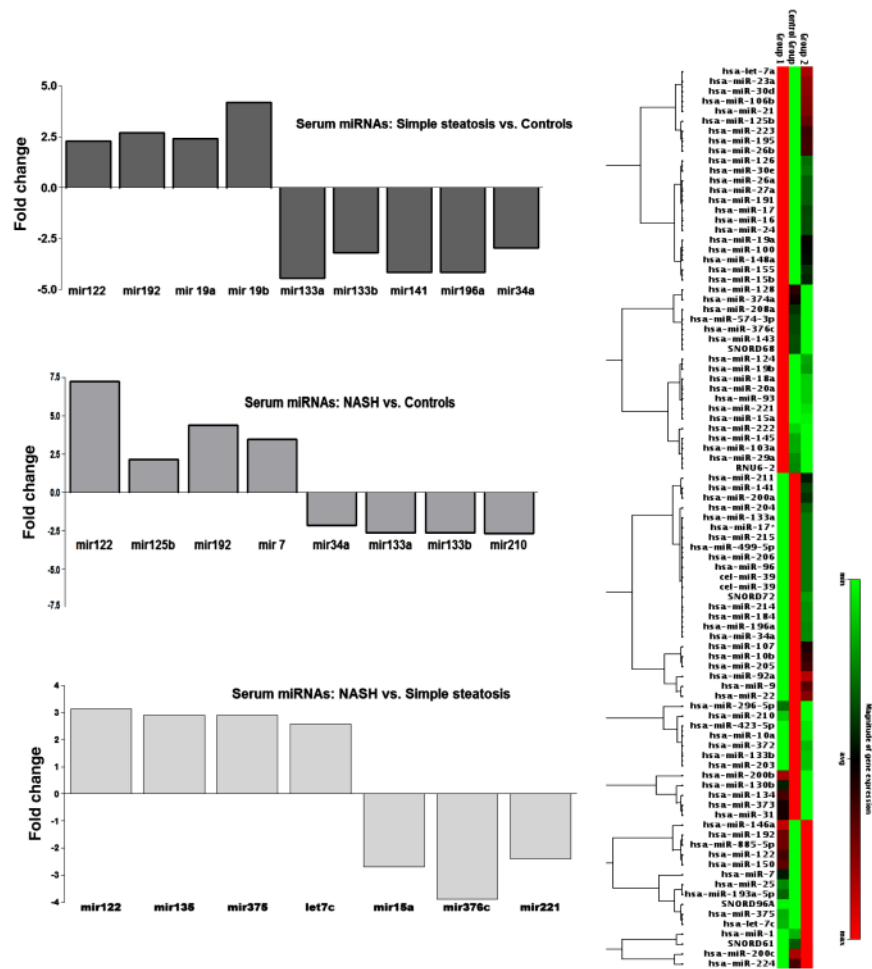 5.0
2.5
0.0
-2.5
-5.0
Fold change
Serum miRNAs: Simple steatosis vs. Controls
mir122 mir192 mir 19a mir 19b mir133a mir133b mir141 mir196a mir34a
7.5
5.0
2.5
0.0
-2.5
-5.0
-7.5
Fold change
Serum miRNAs: NASH vs. Controls
mir122 mir125b mir192 mir 7 mir34a mir133a mir133b mir210
4
3
2
1
0
-1
-2
-3
-4
Fold change
Serum miRNAs: NASH vs. Simple steatosis
mir122 mir135 mir375 let7c mir15a mir376c mir221
Group 1
Control Group
Group 2
hsa-let-7a
hsa-miR-23a
hsa-miR-30d
hsa-miR-106b
hsa-miR-21
hsa-miR-125b
hsa-miR-223
hsa-miR-195
hsa-miR-26b
hsa-miR-126
hsa-miR-30e
hsa-miR-26a
hsa-miR-27a
hsa-miR-191
hsa-miR-17
hsa-miR-16
hsa-miR-24
hsa-miR-19a
hsa-miR-100
hsa-miR-148a
hsa-miR-155
hsa-miR-15b
hsa-miR-128
hsa-miR-374a
hsa-miR-208a
hsa-miR-574-3p
hsa-miR-376c
hsa-miR-143
SNORD68
hsa-miR-124
hsa-miR-19b
hsa-miR-18a
hsa-miR-20a
hsa-miR-93
hsa-miR-221
hsa-miR-15a
hsa-miR-222
hsa-miR-145
hsa-miR-103a
hsa-miR-29a
RNU6-2
hsa-miR-211
hsa-miR-141
hsa-miR-200a
hsa-miR-204
hsa-miR-133a
hsa-miR-17*
hsa-miR-215
hsa-miR-499-5p
hsa-miR-206
hsa-miR-96
cel-miR-39
cel-miR-39
SNORD72
hsa-miR-214
hsa-miR-184
hsa-miR-196a
hsa-miR-34a
hsa-miR-107
hsa-miR-10b
hsa-miR-205
hsa-miR-92a
hsa-miR-9
hsa-miR-22
hsa-miR-296-5p
hsa-miR-210
hsa-miR-423-5p
hsa-miR-10a
hsa-miR-372
hsa-miR-133b
hsa-miR-203
hsa-miR-200b
hsa-miR-130b
hsa-miR-134
hsa-miR-373
hsa-miR-31
hsa-miR-146a
hsa-miR-192
hsa-miR-885-5p
hsa-miR-122
hsa-miR-150
hsa-miR-7
hsa-miR-25
hsa-miR-193a-5p
SNORD96A
hsa-miR-375
hsa-let-7c
hsa-miR-1
SNORD61
hsa-miR-200c
hsa-miR-224
min
avg
max
Magnitude of gene expression